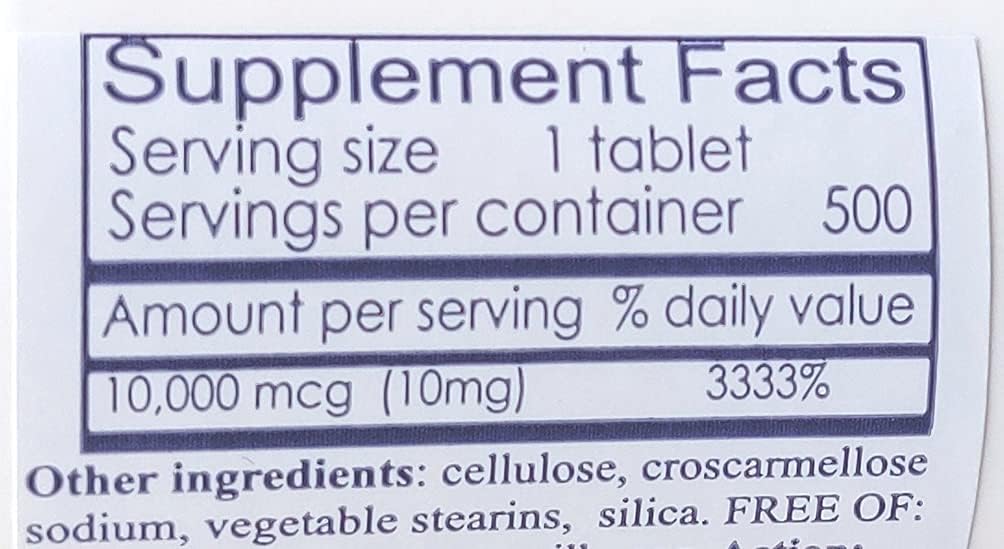 Supplement Facts
Serving size 1 tablet
Servings per container 500
Amount per serving % daily value
10,000 mcg (10mg) 3333%
Other ingredients: cellulose, croscarmellose
sodium, vegetable stearins, silica. FREE OF: